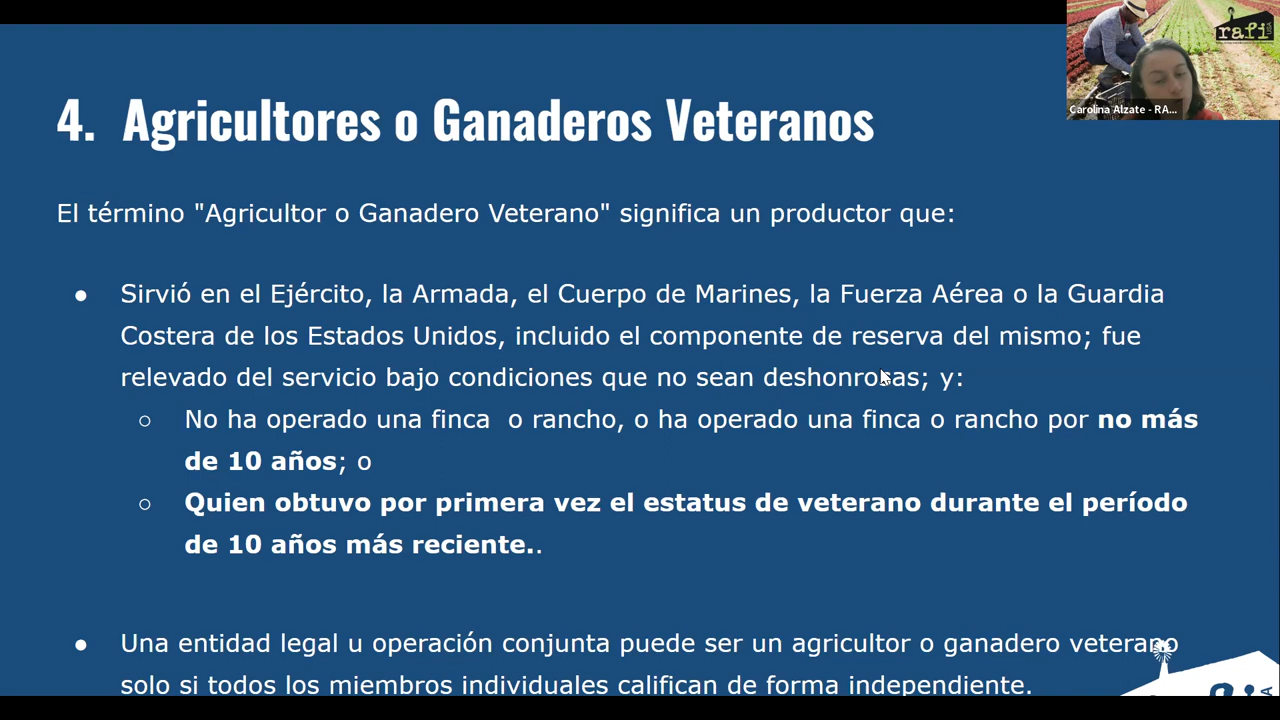 rafi
USA
Carolina Alzate - RA...
4. Agricultores o Ganaderos Veteranos
El término "Agricultor o Ganadero Veterano" significa un productor que:
● Sirvió en el Ejército, la Armada, el Cuerpo de Marines, la Fuerza Aérea o la Guardia
Costera de los Estados Unidos, incluido el componente de reserva del mismo; fue
relevado del servicio bajo condiciones que no sean deshonrosas; y:
○ No ha operado una finca o rancho, o ha operado una finca o rancho por no más
de 10 años; o
○ Quien obtuvo por primera vez el estatus de veterano durante el período
de 10 años más reciente..
● Una entidad legal u operación conjunta puede ser un agricultor o ganadero veterano
solo si todos los miembros individuales califican de forma independiente.